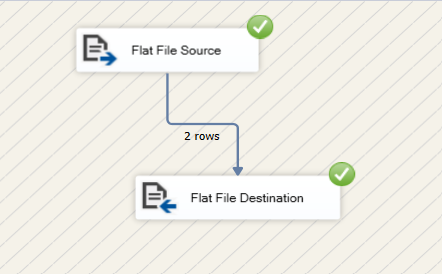 Flat File Source
2 rows
Flat File Destination